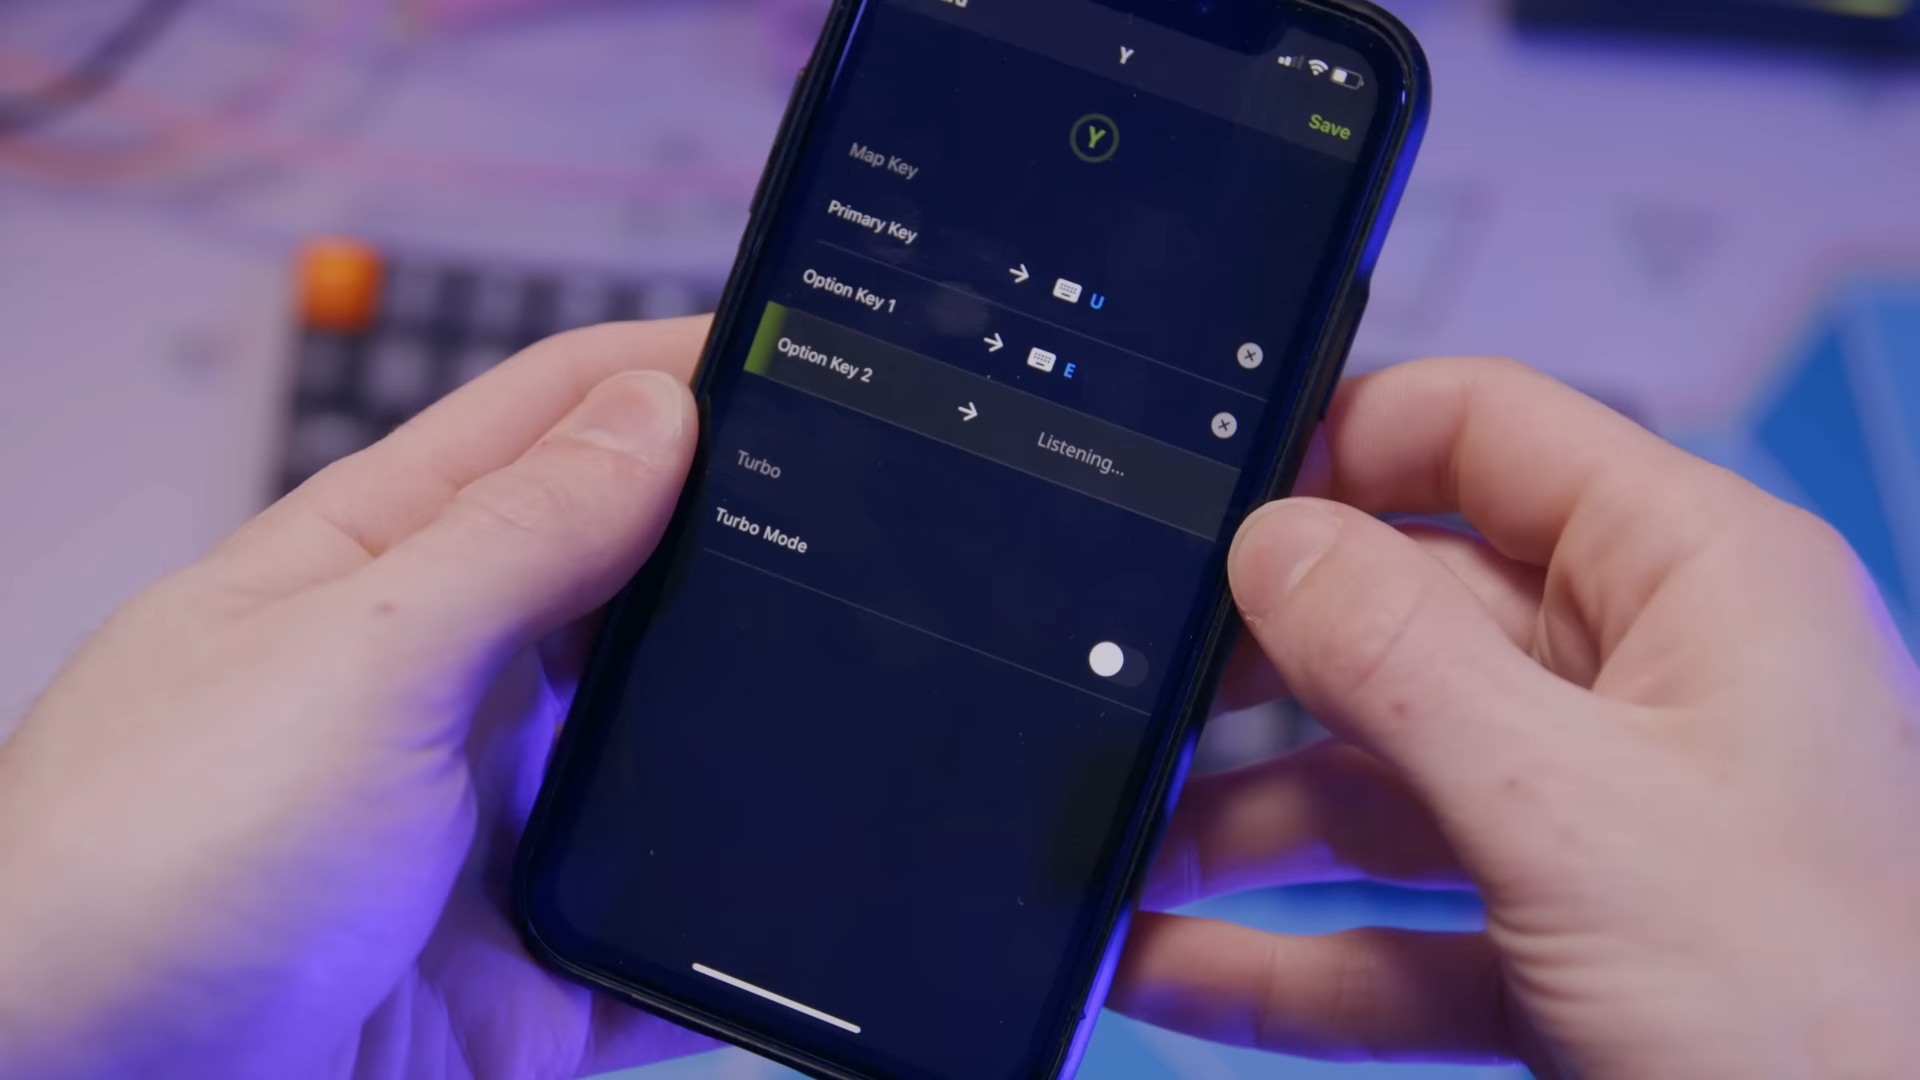 Y
Save
Y
Map Key
Primary Key
U
Option Key 1
E
Option Key 2
Listening...
Turbo
Turbo Mode